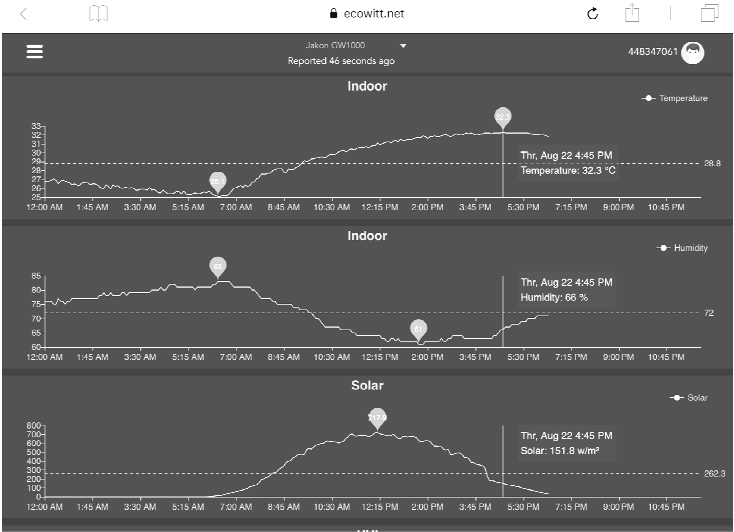 ecowitt.net
Jakon GW1000
Reported 46 seconds ago
448347061
Indoor
Temperature
33
32
31
30
29
28
27
26
25
32.3
Thr, Aug 22 4:45 PM
Temperature: 32.3 °C
28.8
12:00 AM 1:45 AM 3:30 AM 5:15 AM 7:00 AM 8:45 AM 10:30 AM 12:15 PM 2:00 PM 3:45 PM 5:30 PM 7:15 PM 9:00 PM 10:45 PM
Indoor
Humidity
85
80
75
70
65
60
83
61
Thr, Aug 22 4:45 PM
Humidity: 66 %
72
12:00 AM 1:45 AM 3:30 AM 5:15 AM 7:00 AM 8:45 AM 10:30 AM 12:15 PM 2:00 PM 3:45 PM 5:30 PM 7:15 PM 9:00 PM 10:45 PM
Solar
Solar
800
700
600
500
400
300
200
100
0
Thr, Aug 22 4:45 PM
Solar: 151.8 w/m²
262.3
12:00 AM 1:45 AM 3:30 AM 5:15 AM 7:00 AM 8:45 AM 10:30 AM 12:15 PM 2:00 PM 3:45 PM 5:30 PM 7:15 PM 9:00 PM 10:45 PM